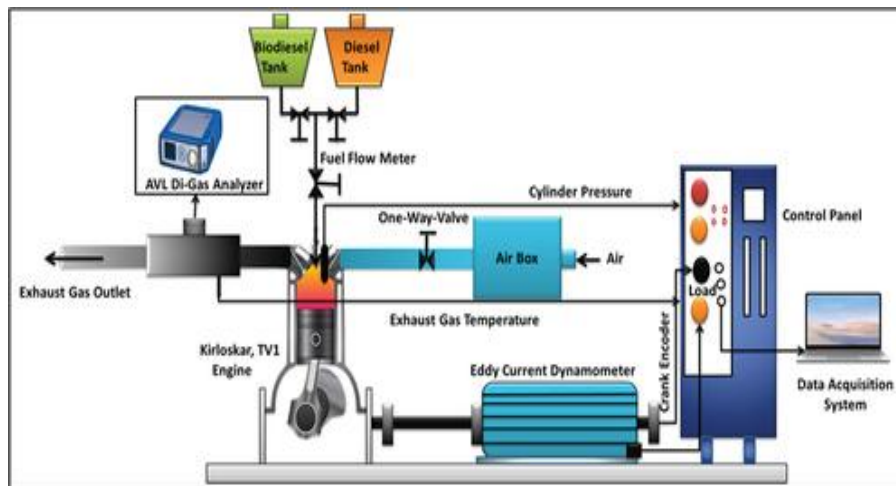 Biodiesel
Tank
Diesel
Tank
Fuel Flow Meter
AVL Di-Gas Analyzer
Cylinder Pressure
One-Way-Valve
Control Panel
Air Box
Air
Exhaust Gas Outlet
Load
Exhaust Gas Temperature
Kirloskar, TV1
Engine
Eddy Current Dynamometer
Crank Encoder
Data Acquisition
System